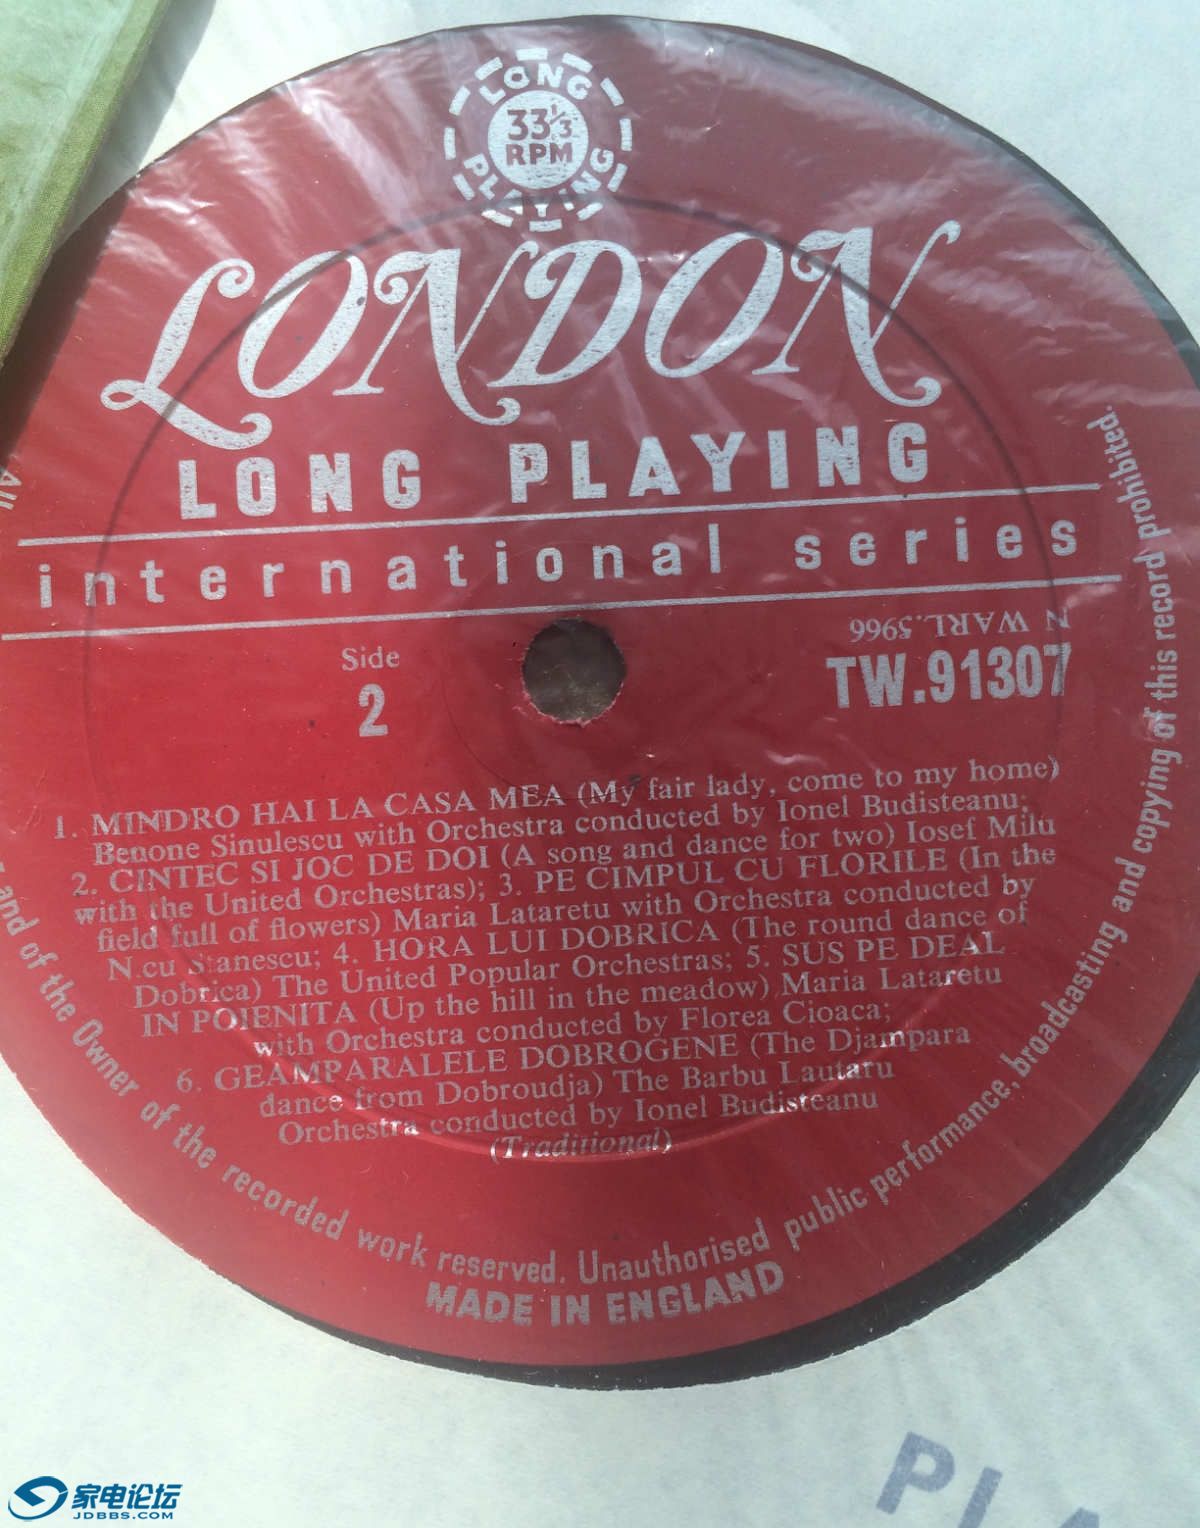 LONG
33⅓
RPM
PLAYING
LONDON
LONG PLAYING
international series
N WARL.5966
Side
2
TW.91307
1. MINDRO HAI LA CASA MEA (My fair lady, come to my home)
Benone Sinulescu with Orchestra conducted by Ionel Budisteanu;
2. CINTEC SI JOC DE DOI (A song and dance for two) Iosef Milu
with the United Orchestras); 3. PE CIMPUL CU FLORILE (In the
field full of flowers) Maria Lataretu with Orchestra conducted by
N.cu Stanescu; 4. HORA LUI DOBRICA (The round dance of
Dobrica) The United Popular Orchestras; 5. SUS PE DEAL
IN POIENITA (Up the hill in the meadow) Maria Lataretu
with Orchestra conducted by Florea Cioaca;
6. GEAMPARALELE DOBROGENE (The Djampara
dance from Dobroudja) The Barbu Lautaru
Orchestra conducted by Ionel Budisteanu
(Traditional)
All
and of the Owner of the recorded work reserved. Unauthorised public performance, broadcasting and copying of this record prohibited.
MADE IN ENGLAND
PLA
家电论坛
JDBBS.COM